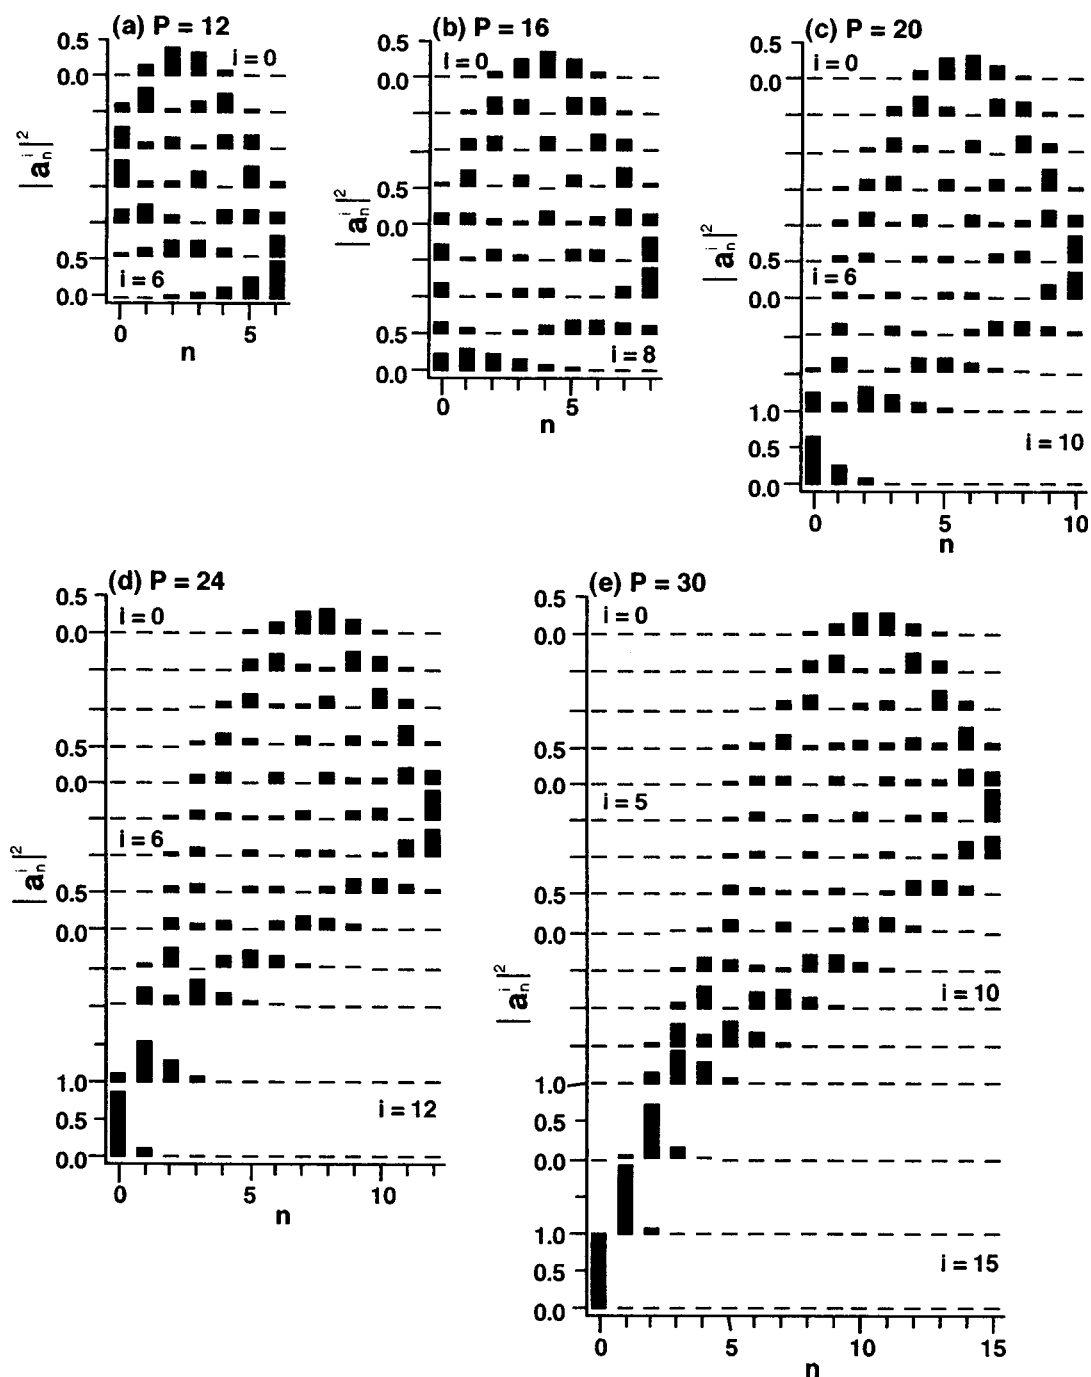 (a) P = 12
0.5
i = 0
0.0
|a_n^i|^2
0.5
i = 6
0.0
0
5
n
(b) P = 16
0.5
i = 0
0.0
0.5
|a_n^i|^2
0.0
0.5
i = 8
0.0
0
5
n
(c) P = 20
0.5
i = 0
0.0
|a_n^i|^2
0.5
i = 6
0.0
1.0
i = 10
0.5
0.0
0
5
10
n
(d) P = 24
0.5
i = 0
0.0
0.5
0.0
i = 6
|a_n^i|^2
0.5
0.0
1.0
i = 12
0.5
0.0
0
5
10
n
(e) P = 30
0.5
i = 0
0.0
0.5
0.0
i = 5
0.5
0.0
|a_n^i|^2
i = 10
1.0
0.5
0.0
1.0
i = 15
0.5
0.0
0
5
10
15
n